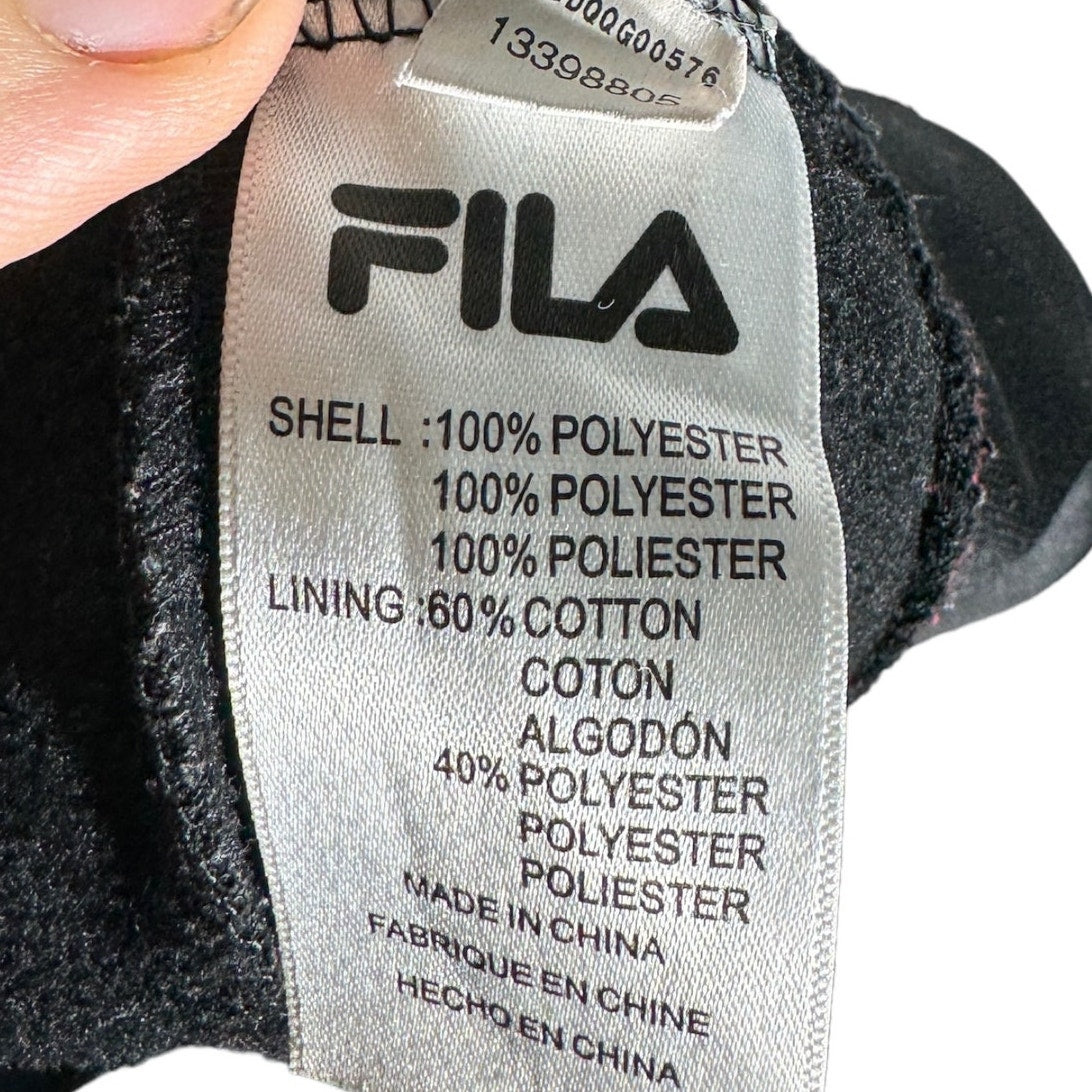 13398805
FILA
SHELL :100% POLYESTER
100% POLYESTER
100% POLIESTER
LINING :60% COTTON
COTON
ALGODÓN
40% POLYESTER
POLYESTER
POLIESTER
MADE IN CHINA
FABRIQUE EN CHINE
HECHO EN CHINA